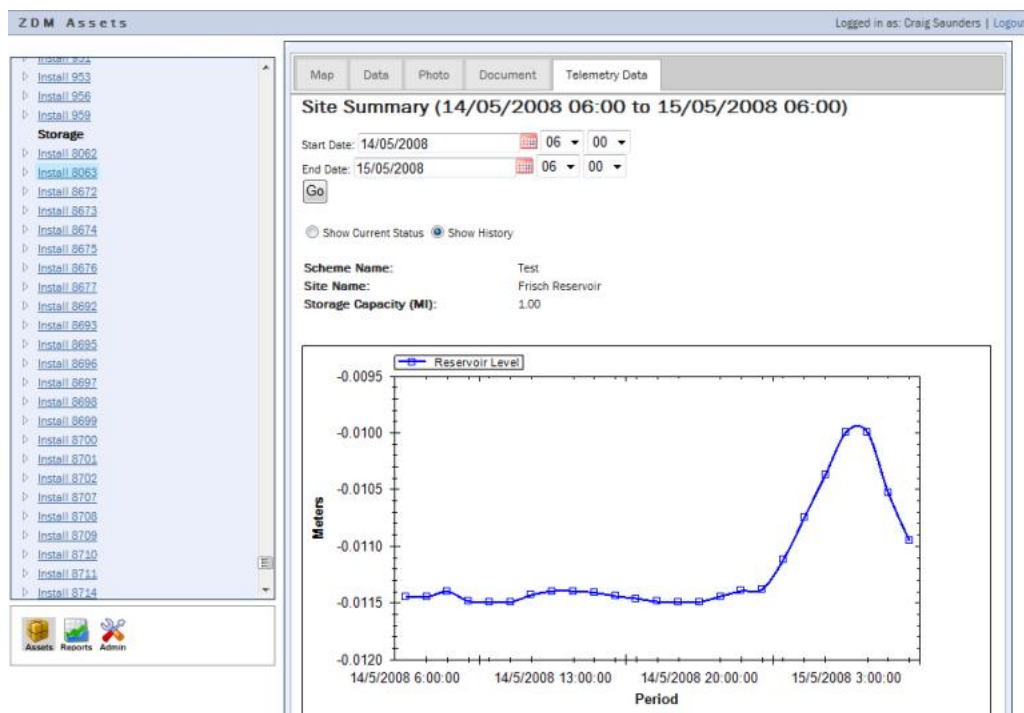 ZDM Assets
Logged in as: Craig Saunders | Logout
Install 951
Install 953
Install 956
Install 959
Storage
Install 8062
Install 8063
Install 8672
Install 8673
Install 8674
Install 8675
Install 8676
Install 8677
Install 8692
Install 8693
Install 8695
Install 8696
Install 8697
Install 8698
Install 8699
Install 8700
Install 8701
Install 8702
Install 8707
Install 8708
Install 8709
Install 8710
Install 8711
Install 8714
Assets Reports Admin
Map Data Photo Document Telemetry Data
Site Summary (14/05/2008 06:00 to 15/05/2008 06:00)
Start Date: 14/05/2008 06 00
End Date: 15/05/2008 06 00
Go
Show Current Status Show History
Scheme Name: Test
Site Name: Frisch Reservoir
Storage Capacity (Ml): 1.00
Reservoir Level
-0.0095
-0.0100
-0.0105
-0.0110
-0.0115
-0.0120
Meters
14/5/2008 6:00:00 14/5/2008 13:00:00 14/5/2008 20:00:00 15/5/2008 3:00:00
Period